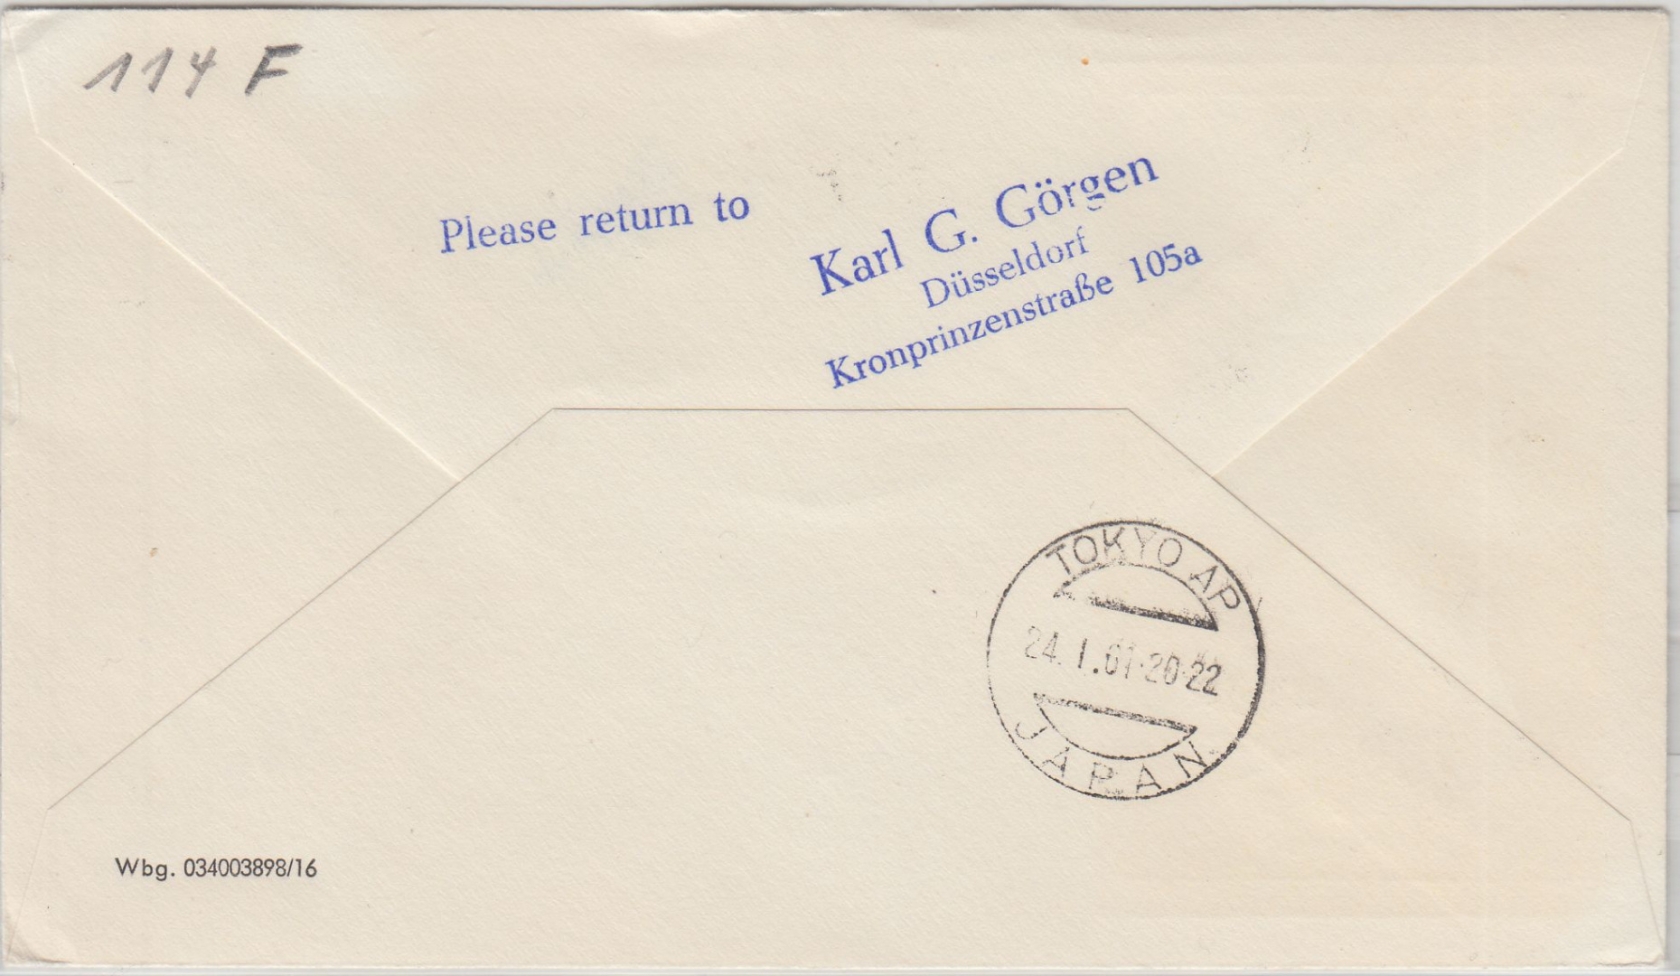 114 F
Please return to
Karl G. Görgen
Düsseldorf
Kronprinzenstraße 105a
TOKYO AP
24.I.61·20-22
JAPAN
Wbg. 034003898/16